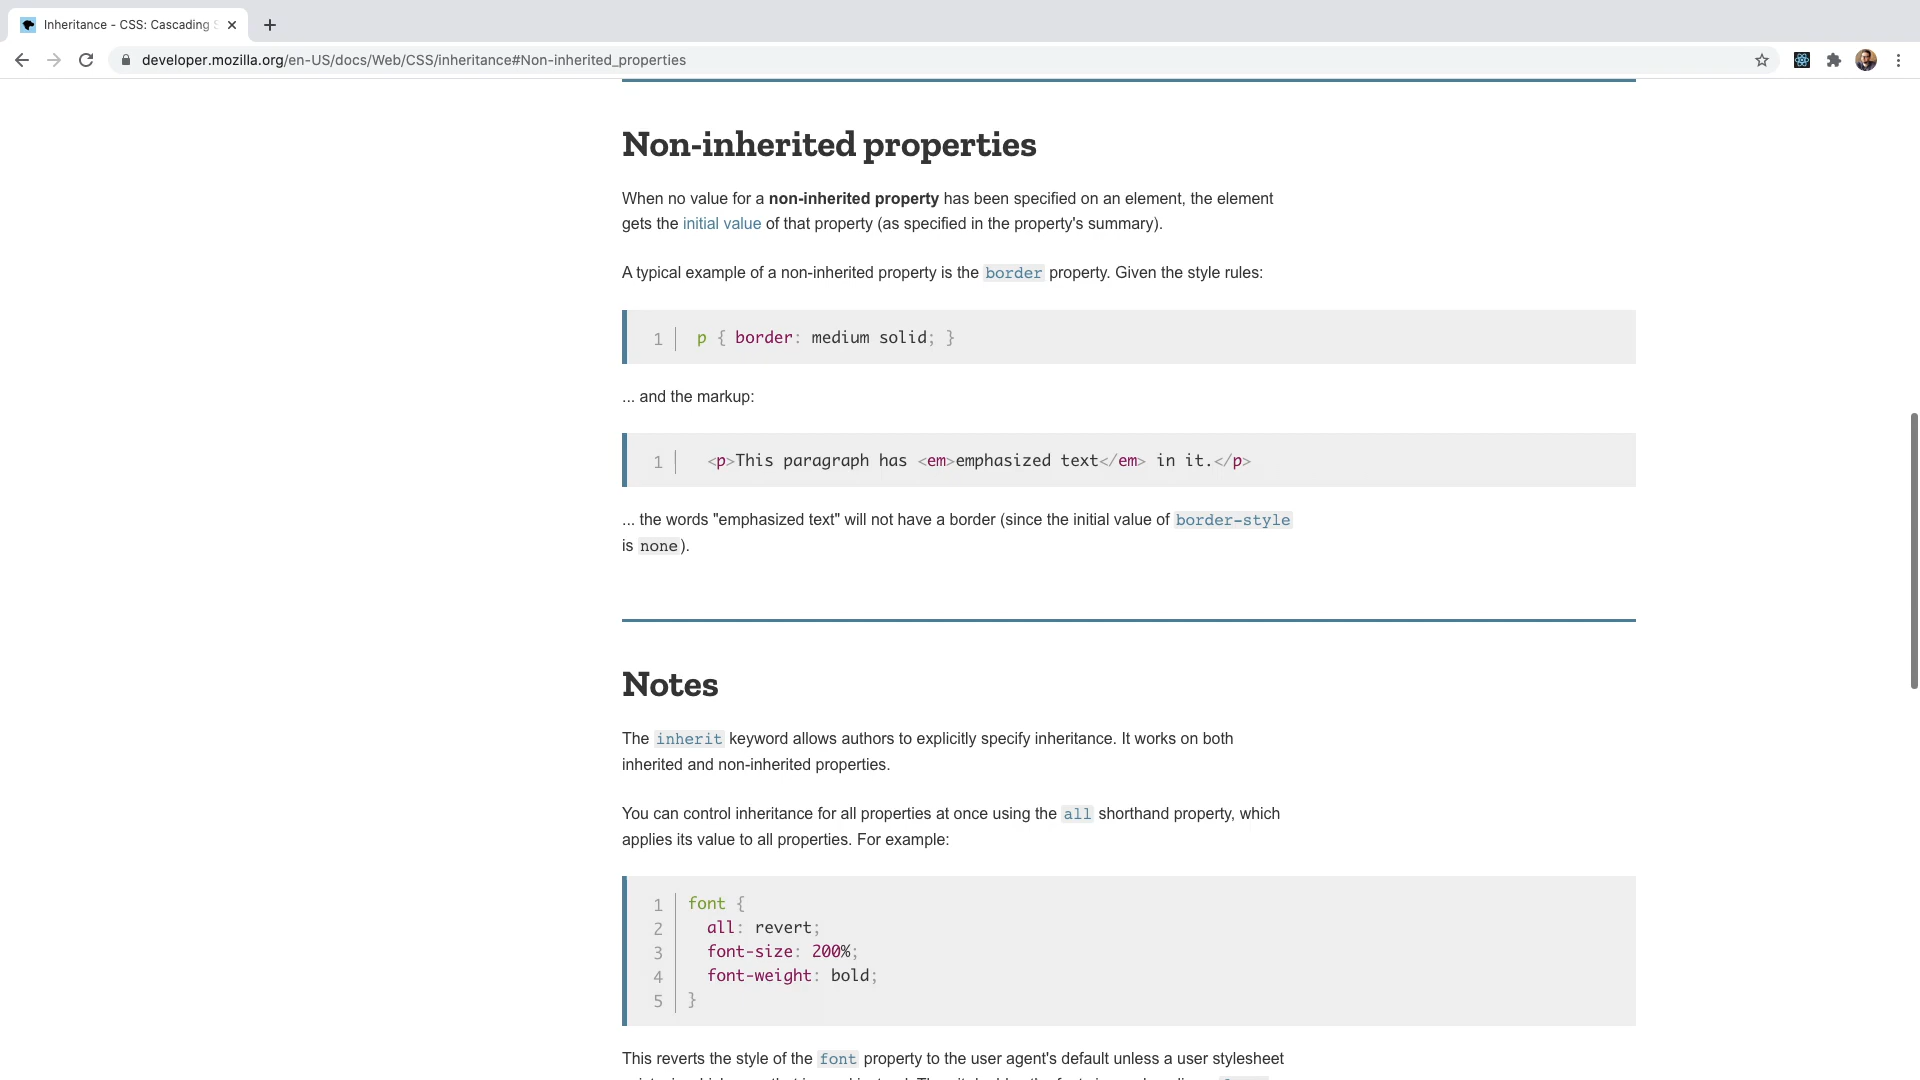 Inheritance - CSS: Cascading S
developer.mozilla.org/en-US/docs/Web/CSS/inheritance#Non-inherited_properties
Non-inherited properties
When no value for a non-inherited property has been specified on an element, the element
gets the initial value of that property (as specified in the property's summary).
A typical example of a non-inherited property is the border property. Given the style rules:
1 p { border: medium solid; }
... and the markup:
1 <p>This paragraph has <em>emphasized text</em> in it.</p>
... the words "emphasized text" will not have a border (since the initial value of border-style
is none).
Notes
The inherit keyword allows authors to explicitly specify inheritance. It works on both
inherited and non-inherited properties.
You can control inheritance for all properties at once using the all shorthand property, which
applies its value to all properties. For example:
1 font {
2 all: revert;
3 font-size: 200%;
4 font-weight: bold;
5 }
This reverts the style of the font property to the user agent's default unless a user stylesheet